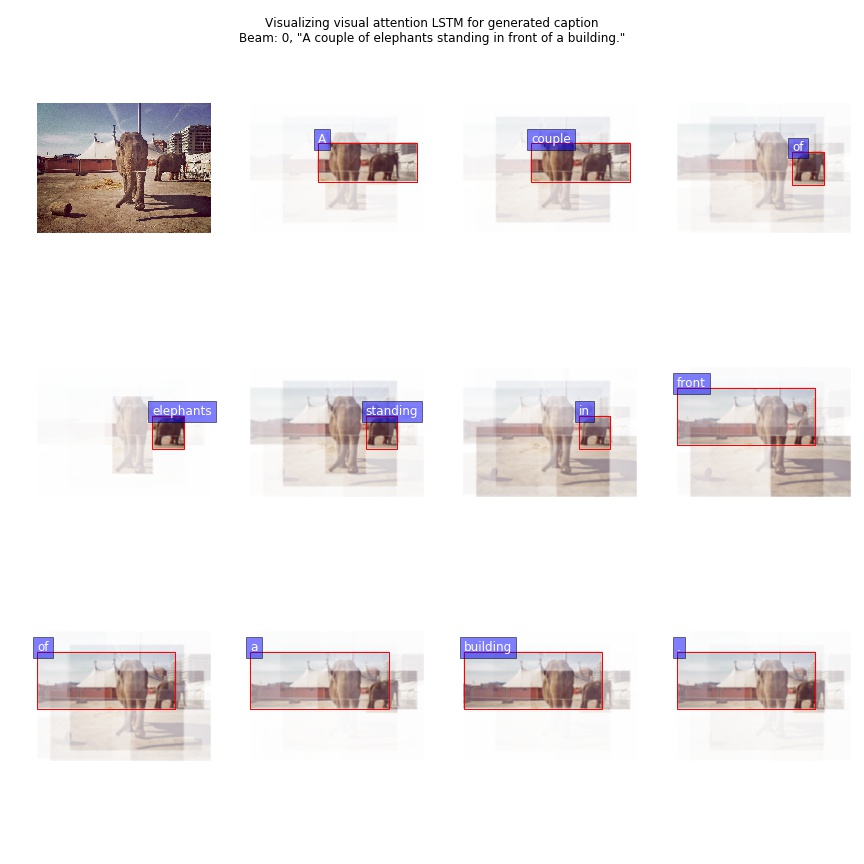 Visualizing visual attention LSTM for generated caption
Beam: 0, "A couple of elephants standing in front of a building."
A
couple
of
elephants
standing
in
front
of
a
building
.